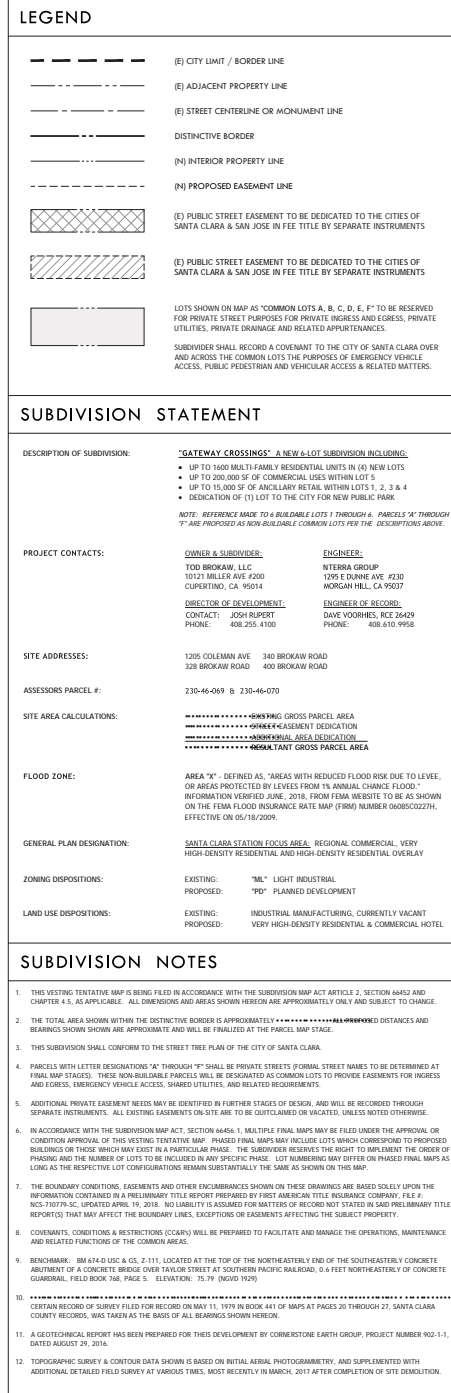 LEGEND
(E) CITY LIMIT / BORDER LINE
(E) ADJACENT PROPERTY LINE
(E) STREET CENTERLINE OR MONUMENT LINE
DISTINCTIVE BORDER
(N) INTERIOR PROPERTY LINE
(N) PROPOSED EASEMENT LINE
(E) PUBLIC STREET EASEMENT TO BE DEDICATED TO THE CITIES OF
SANTA CLARA & SAN JOSE IN FEE TITLE BY SEPARATE INSTRUMENTS
(E) PUBLIC STREET EASEMENT TO BE DEDICATED TO THE CITIES OF
SANTA CLARA & SAN JOSE IN FEE TITLE BY SEPARATE INSTRUMENTS
LOTS SHOWN ON MAP AS "COMMON LOTS A, B, C, D, E, F" TO BE RESERVED
FOR PRIVATE STREET PURPOSES FOR PRIVATE INGRESS AND EGRESS, PRIVATE
UTILITIES, PRIVATE DRAINAGE AND RELATED APPURTENANCES.
SUBDIVIDER SHALL RECORD A COVENANT TO THE CITY OF SANTA CLARA OVER
AND ACROSS THE COMMON LOTS THE PURPOSES OF EMERGENCY VEHICLE
ACCESS, PUBLIC PEDESTRIAN AND VEHICULAR ACCESS & RELATED MATTERS.
SUBDIVISION STATEMENT
DESCRIPTION OF SUBDIVISION: "GATEWAY CROSSINGS" A NEW 6-LOT SUBDIVISION INCLUDING:
• UP TO 1600 MULTI-FAMILY RESIDENTIAL UNITS IN (4) NEW LOTS
• UP TO 200,000 SF OF COMMERCIAL USES WITHIN LOT 5
• UP TO 15,000 SF OF ANCILLARY RETAIL WITHIN LOTS 1, 2, 3 & 4
• DEDICATION OF (1) LOT TO THE CITY FOR NEW PUBLIC PARK
NOTE: REFERENCE MADE TO 6 BUILDABLE LOTS 1 THROUGH 6. PARCELS "A" THROUGH
"F" ARE PROPOSED AS NON-BUILDABLE COMMON LOTS PER THE DESCRIPTIONS ABOVE.
PROJECT CONTACTS: OWNER & SUBDIVIDER: ENGINEER:
TOD BROKAW, LLC NTERRA GROUP
10121 MILLER AVE #200 1295 E DUNNE AVE #230
CUPERTINO, CA 95014 MORGAN HILL, CA 95037
DIRECTOR OF DEVELOPMENT: ENGINEER OF RECORD:
CONTACT: JOSH RUPERT DAVE VOORHIES, RCE 26429
PHONE: 408.255.4100 PHONE: 408.610.9958
SITE ADDRESSES: 1205 COLEMAN AVE 340 BROKAW ROAD
328 BROKAW ROAD 400 BROKAW ROAD
ASSESSORS PARCEL #: 230-46-069 & 230-46-070
SITE AREA CALCULATIONS: EXISTING GROSS PARCEL AREA
STREET EASEMENT DEDICATION
ADDITIONAL AREA DEDICATION
RESULTANT GROSS PARCEL AREA
FLOOD ZONE: AREA "X" - DEFINED AS, "AREAS WITH REDUCED FLOOD RISK DUE TO LEVEE,
OR AREAS PROTECTED BY LEVEES FROM 1% ANNUAL CHANCE FLOOD."
INFORMATION VERIFIED JUNE, 2018, FROM FEMA WEBSITE TO BE AS SHOWN
ON THE FEMA FLOOD INSURANCE RATE MAP (FIRM) NUMBER 06085C0227H,
EFFECTIVE ON 05/18/2009.
GENERAL PLAN DESIGNATION: SANTA CLARA STATION FOCUS AREA: REGIONAL COMMERCIAL, VERY
HIGH-DENSITY RESIDENTIAL AND HIGH-DENSITY RESIDENTIAL OVERLAY
ZONING DISPOSITIONS: EXISTING: "ML" LIGHT INDUSTRIAL
PROPOSED: "PD" PLANNED DEVELOPMENT
LAND USE DISPOSITIONS: EXISTING: INDUSTRIAL MANUFACTURING, CURRENTLY VACANT
PROPOSED: VERY HIGH-DENSITY RESIDENTIAL & COMMERCIAL HOTEL
SUBDIVISION NOTES
1. THIS VESTING TENTATIVE MAP IS BEING FILED IN ACCORDANCE WITH THE SUBDIVISION MAP ACT ARTICLE 2, SECTION 66452 AND
CHAPTER 4.5, AS APPLICABLE. ALL DIMENSIONS AND AREAS SHOWN HEREON ARE APPROXIMATELY ONLY AND SUBJECT TO CHANGE.
2. THE TOTAL AREA SHOWN WITHIN THE DISTINCTIVE BORDER IS APPROXIMATELY ALL PROPOSED DISTANCES AND
BEARINGS SHOWN SHOWN ARE APPROXIMATE AND WILL BE FINALIZED AT THE PARCEL MAP STAGE.
3. THIS SUBDIVISION SHALL CONFORM TO THE STREET TREE PLAN OF THE CITY OF SANTA CLARA.
4. PARCELS WITH LETTER DESIGNATIONS "A" THROUGH "F" SHALL BE PRIVATE STREETS (FORMAL STREET NAMES TO BE DETERMINED AT
FINAL MAP STAGES). THESE NON-BUILDABLE PARCELS WILL BE DESIGNATED AS COMMON LOTS TO PROVIDE EASEMENTS FOR INGRESS
AND EGRESS, EMERGENCY VEHICLE ACCESS, SHARED UTILITIES, AND RELATED REQUIREMENTS.
5. ADDITIONAL PRIVATE EASEMENT NEEDS MAY BE IDENTIFIED IN FURTHER STAGES OF DESIGN, AND WILL BE RECORDED THROUGH
SEPARATE INSTRUMENTS. ALL EXISTING EASEMENTS ON-SITE ARE TO BE QUITCLAIMED OR VACATED, UNLESS NOTED OTHERWISE.
6. IN ACCORDANCE WITH THE SUBDIVISION MAP ACT, SECTION 66456.1, MULTIPLE FINAL MAPS MAY BE FILED UNDER THE APPROVAL OR
CONDITION APPROVAL OF THIS VESTING TENTATIVE MAP. PHASED FINAL MAPS MAY INCLUDE LOTS WHICH CORRESPOND TO PROPOSED
BUILDINGS OR THOSE WHICH MAY EXIST IN A PARTICULAR PHASE. THE SUBDIVIDER RESERVES THE RIGHT TO IMPLEMENT THE ORDER OF
PHASING AND THE NUMBER OF LOTS TO BE INCLUDED IN ANY SPECIFIC PHASE. LOT NUMBERING MAY DIFFER ON PHASED FINAL MAPS AS
LONG AS THE RESPECTIVE LOT CONFIGURATIONS REMAIN SUBSTANTIALLY THE SAME AS SHOWN ON THIS MAP.
7. THE BOUNDARY CONDITIONS, EASEMENTS AND OTHER ENCUMBRANCES SHOWN ON THESE DRAWINGS ARE BASED SOLELY UPON THE
INFORMATION CONTAINED IN A PRELIMINARY TITLE REPORT PREPARED BY FIRST AMERICAN TITLE INSURANCE COMPANY, FILE #:
NCS-710779-SC, UPDATED APRIL 19, 2018. NO LIABILITY IS ASSUMED FOR MATTERS OF RECORD NOT STATED IN SAID PRELIMINARY TITLE
REPORT(S) THAT MAY AFFECT THE BOUNDARY LINES, EXCEPTIONS OR EASEMENTS AFFECTING THE SUBJECT PROPERTY.
8. COVENANTS, CONDITIONS & RESTRICTIONS (CC&R's) WILL BE PREPARED TO FACILITATE AND MANAGE THE OPERATIONS, MAINTENANCE
AND RELATED FUNCTIONS OF THE COMMON AREAS.
9. BENCHMARK: BM 674-D USC & GS, Z-111, LOCATED AT THE TOP OF THE NORTHEASTERLY END OF THE SOUTHEASTERLY CONCRETE
ABUTMENT OF A CONCRETE BRIDGE OVER TAYLOR STREET AT SOUTHERN PACIFIC RAILROAD, 0.6 FEET NORTHEASTERLY OF CONCRETE
GUARDRAIL, FIELD BOOK 768, PAGE 5. ELEVATION: 75.79 (NGVD 1929)
10.
CERTAIN RECORD OF SURVEY FILED FOR RECORD ON MAY 11, 1979 IN BOOK 441 OF MAPS AT PAGES 20 THROUGH 27, SANTA CLARA
COUNTY RECORDS, WAS TAKEN AS THE BASIS OF ALL BEARINGS SHOWN HEREON.
11. A GEOTECHNICAL REPORT HAS BEEN PREPARED FOR THEIS DEVELOPMENT BY CORNERSTONE EARTH GROUP, PROJECT NUMBER 902-1-1,
DATED AUGUST 29, 2016.
12. TOPOGRAPHIC SURVEY & CONTOUR DATA SHOWN IS BASED ON INITIAL AERIAL PHOTOGRAMMETRY, AND SUPPLEMENTED WITH
ADDITIONAL DETAILED FIELD SURVEY AT VARIOUS TIMES, MOST RECENTLY IN MARCH, 2017 AFTER COMPLETION OF SITE DEMOLITION.